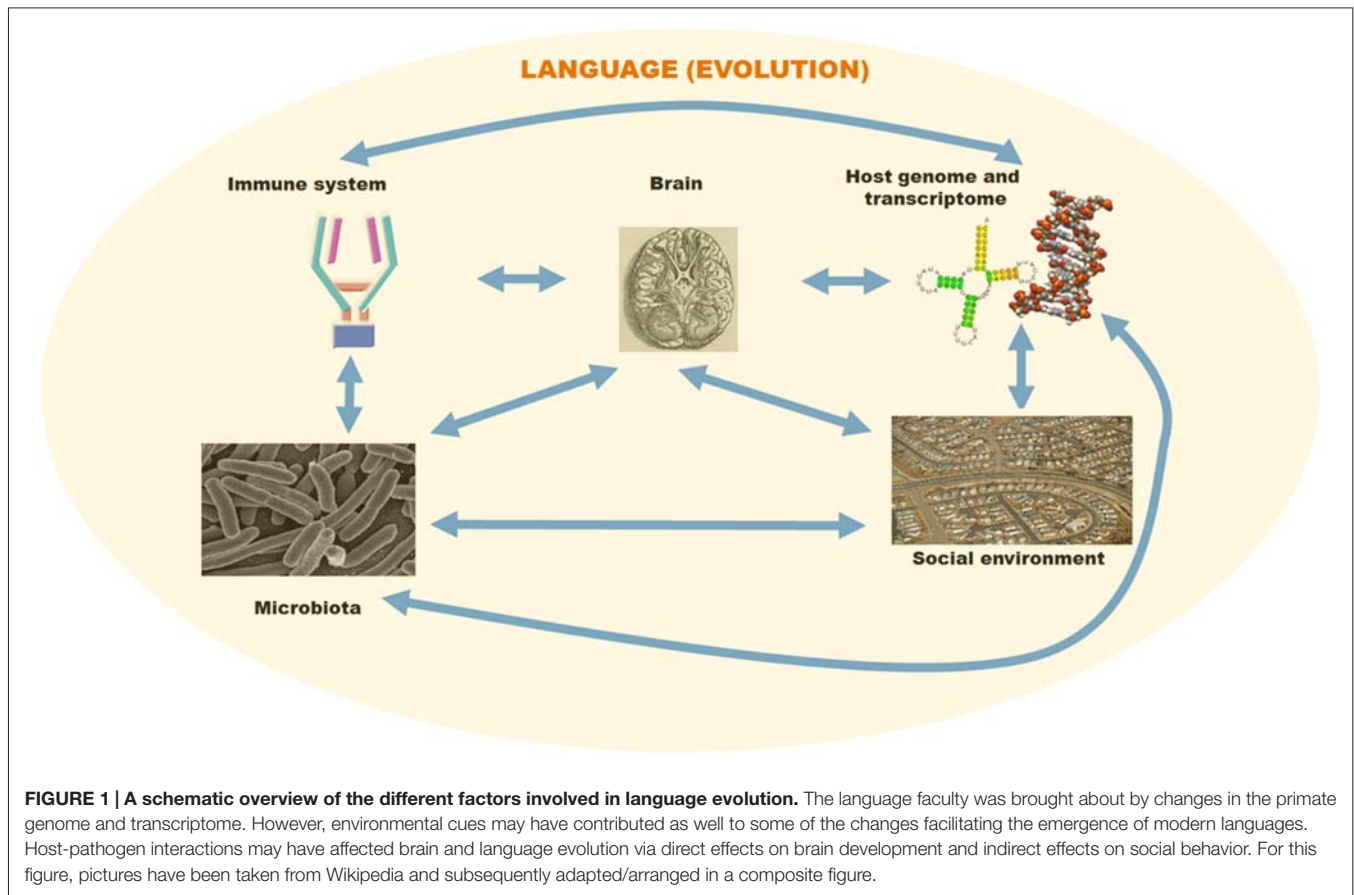 LANGUAGE (EVOLUTION)
Immune system
Brain
Host genome and
transcriptome
Microbiota
Social environment
FIGURE 1 | A schematic overview of the different factors involved in language evolution. The language faculty was brought about by changes in the primate
genome and transcriptome. However, environmental cues may have contributed as well to some of the changes facilitating the emergence of modern languages.
Host-pathogen interactions may have affected brain and language evolution via direct effects on brain development and indirect effects on social behavior. For this
figure, pictures have been taken from Wikipedia and subsequently adapted/arranged in a composite figure.